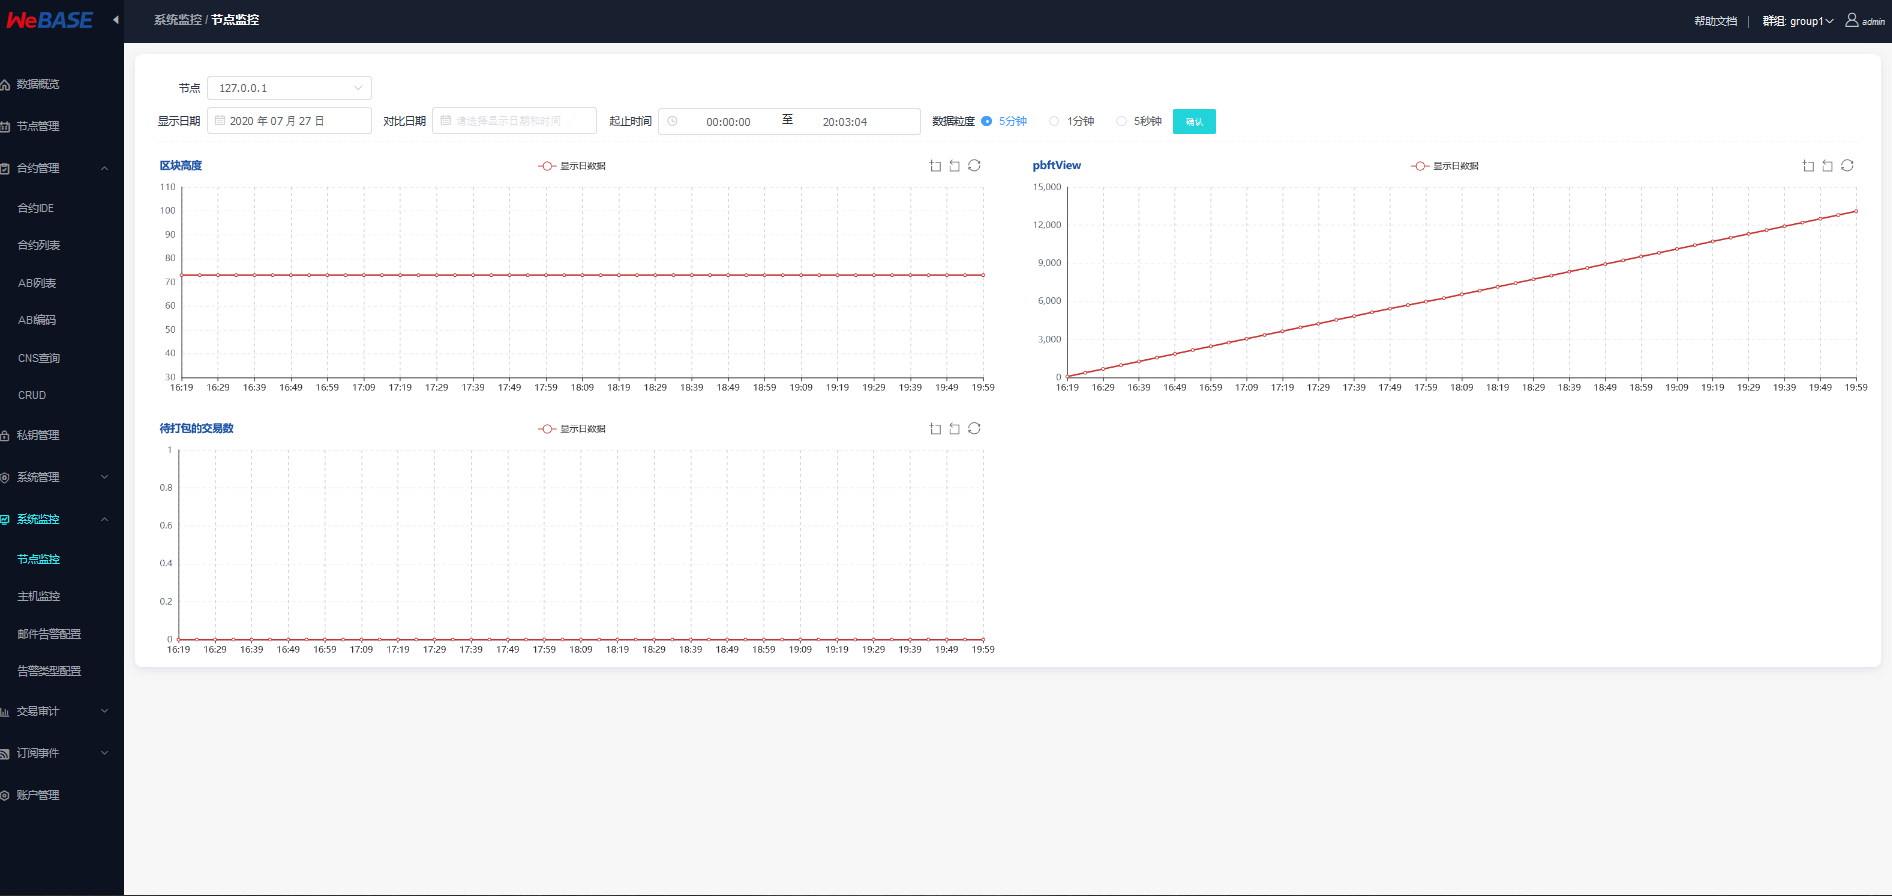 WeBASE
系统监控 / 节点监控
帮助文档 | 群组: group1 admin
数据概览
节点管理
合约管理
合约IDE
合约列表
AB列表
AB编码
CNS查询
CRUD
私钥管理
系统管理
系统监控
节点监控
主机监控
邮件告警配置
告警类型配置
交易审计
订阅事件
账户管理
节点 127.0.0.1
显示日期 2020 年 07 月 27 日 对比日期 请选择显示日期和时间 起止时间 00:00:00 至 20:03:04 数据粒度 5分钟 1分钟 5秒钟 确认
区块高度 显示日数据
110
100
90
80
70
60
50
40
30
16:19 16:29 16:39 16:49 16:59 17:09 17:19 17:29 17:39 17:49 17:59 18:09 18:19 18:29 18:39 18:49 18:59 19:09 19:19 19:29 19:39 19:49 19:59
pbftView 显示日数据
15,000
12,000
9,000
6,000
3,000
0
16:19 16:29 16:39 16:49 16:59 17:09 17:19 17:29 17:39 17:49 17:59 18:09 18:19 18:29 18:39 18:49 18:59 19:09 19:19 19:29 19:39 19:49 19:59
待打包的交易数 显示日数据
1
0.8
0.6
0.4
0.2
0
16:19 16:29 16:39 16:49 16:59 17:09 17:19 17:29 17:39 17:49 17:59 18:09 18:19 18:29 18:39 18:49 18:59 19:09 19:19 19:29 19:39 19:49 19:59